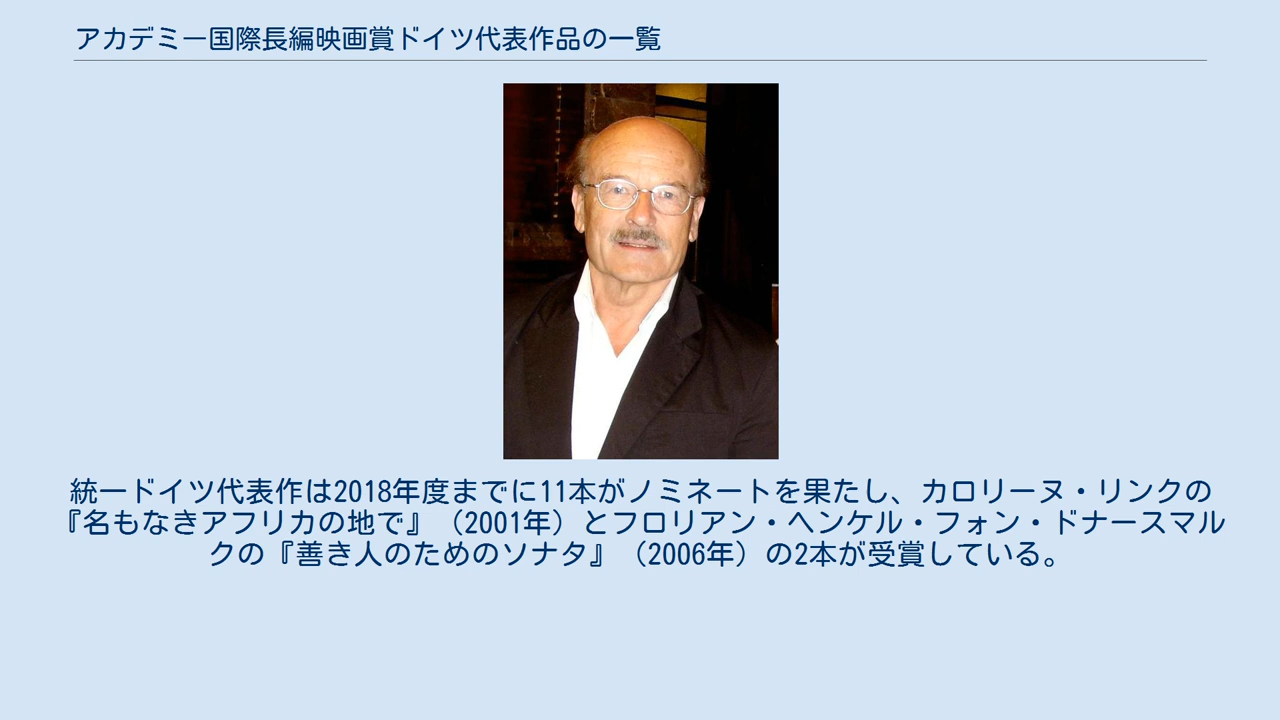 アカデミー国際長編映画賞ドイツ代表作品の一覧
統一ドイツ代表作は2018年度までに11本がノミネートを果たし、カロリーヌ・リンクの
『名もなきアフリカの地で』（2001年）とフロリアン・ヘンケル・フォン・ドナースマル
クの『善き人のためのソナタ』（2006年）の2本が受賞している。